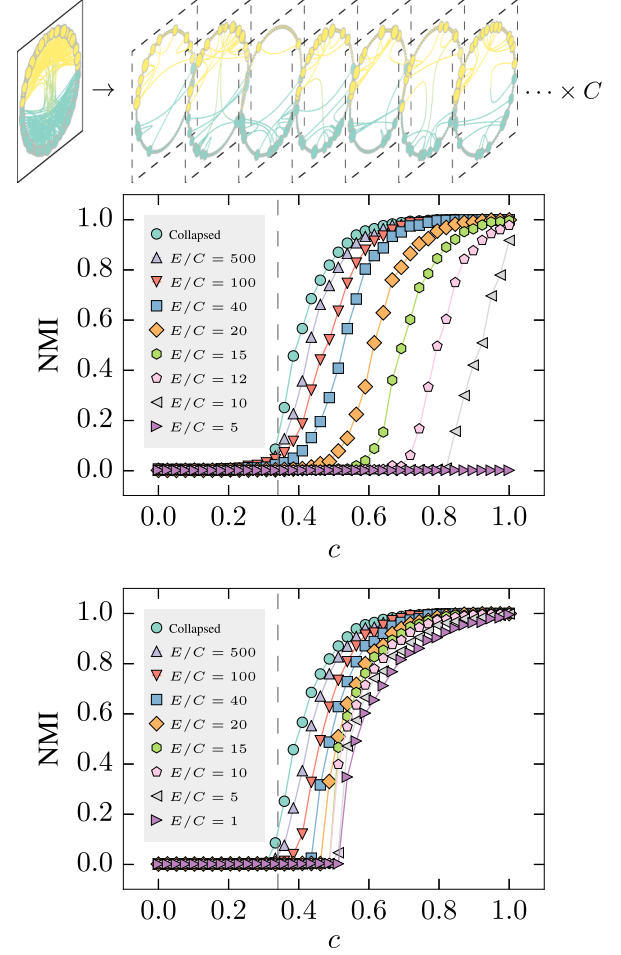 → ··· × C
1.0
0.8
0.6
0.4
0.2
0.0
NMI
Collapsed
E/C = 500
E/C = 100
E/C = 40
E/C = 20
E/C = 15
E/C = 12
E/C = 10
E/C = 5
0.0 0.2 0.4 0.6 0.8 1.0
c
1.0
0.8
0.6
0.4
0.2
0.0
NMI
Collapsed
E/C = 500
E/C = 100
E/C = 40
E/C = 20
E/C = 15
E/C = 10
E/C = 5
E/C = 1
0.0 0.2 0.4 0.6 0.8 1.0
c